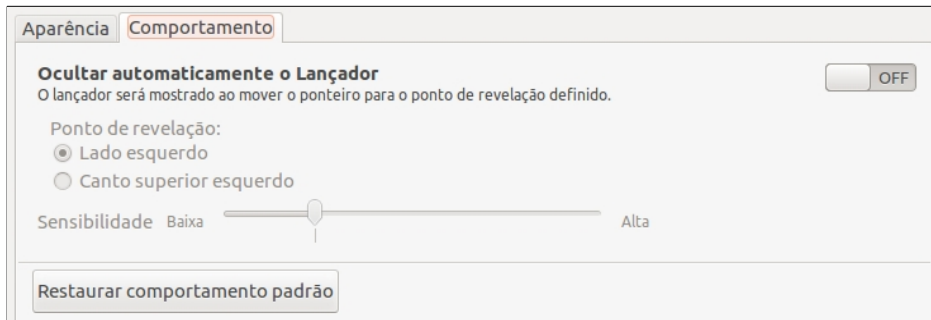 Aparência Comportamento
Ocultar automaticamente o Lançador OFF
O lançador será mostrado ao mover o ponteiro para o ponto de revelação definido.
Ponto de revelação:
Lado esquerdo
Canto superior esquerdo
Sensibilidade Baixa Alta
Restaurar comportamento padrão